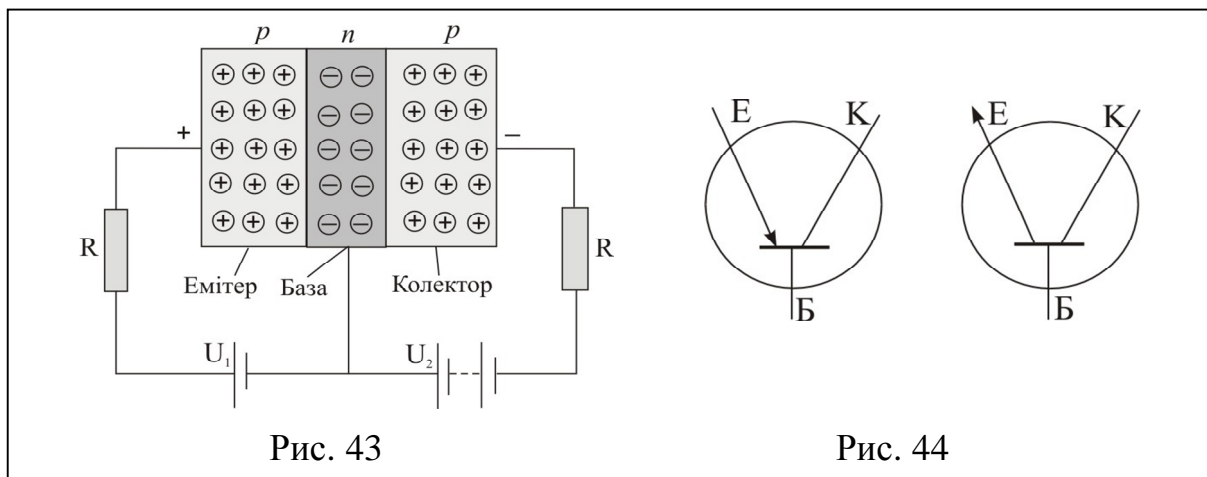 p n p
+ −
R R
Емітер База Колектор
U₁ U₂
Рис. 43
Е К
Б
Е К
Б
Рис. 44